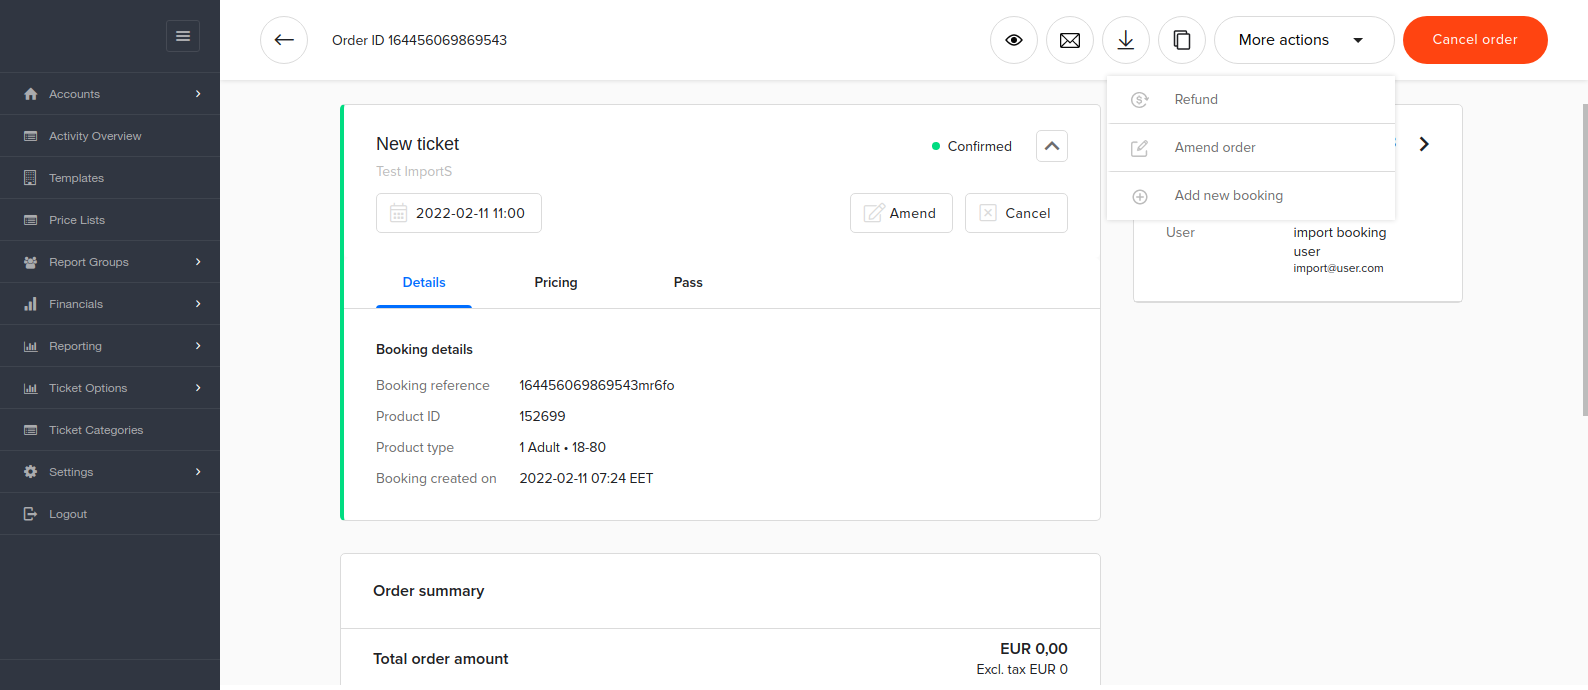 Order ID 164456069869543
More actions
Cancel order
Accounts
Activity Overview
Templates
Price Lists
Report Groups
Financials
Reporting
Ticket Options
Ticket Categories
Settings
Logout
New ticket
Confirmed
Test ImportS
2022-02-11 11:00
Amend
Cancel
Details
Pricing
Pass
Booking details
Booking reference 164456069869543mr6fo
Product ID 152699
Product type 1 Adult • 18-80
Booking created on 2022-02-11 07:24 EET
Order summary
Total order amount
EUR 0,00
Excl. tax EUR 0
Refund
Amend order
Add new booking
User
import booking
user
import@user.com